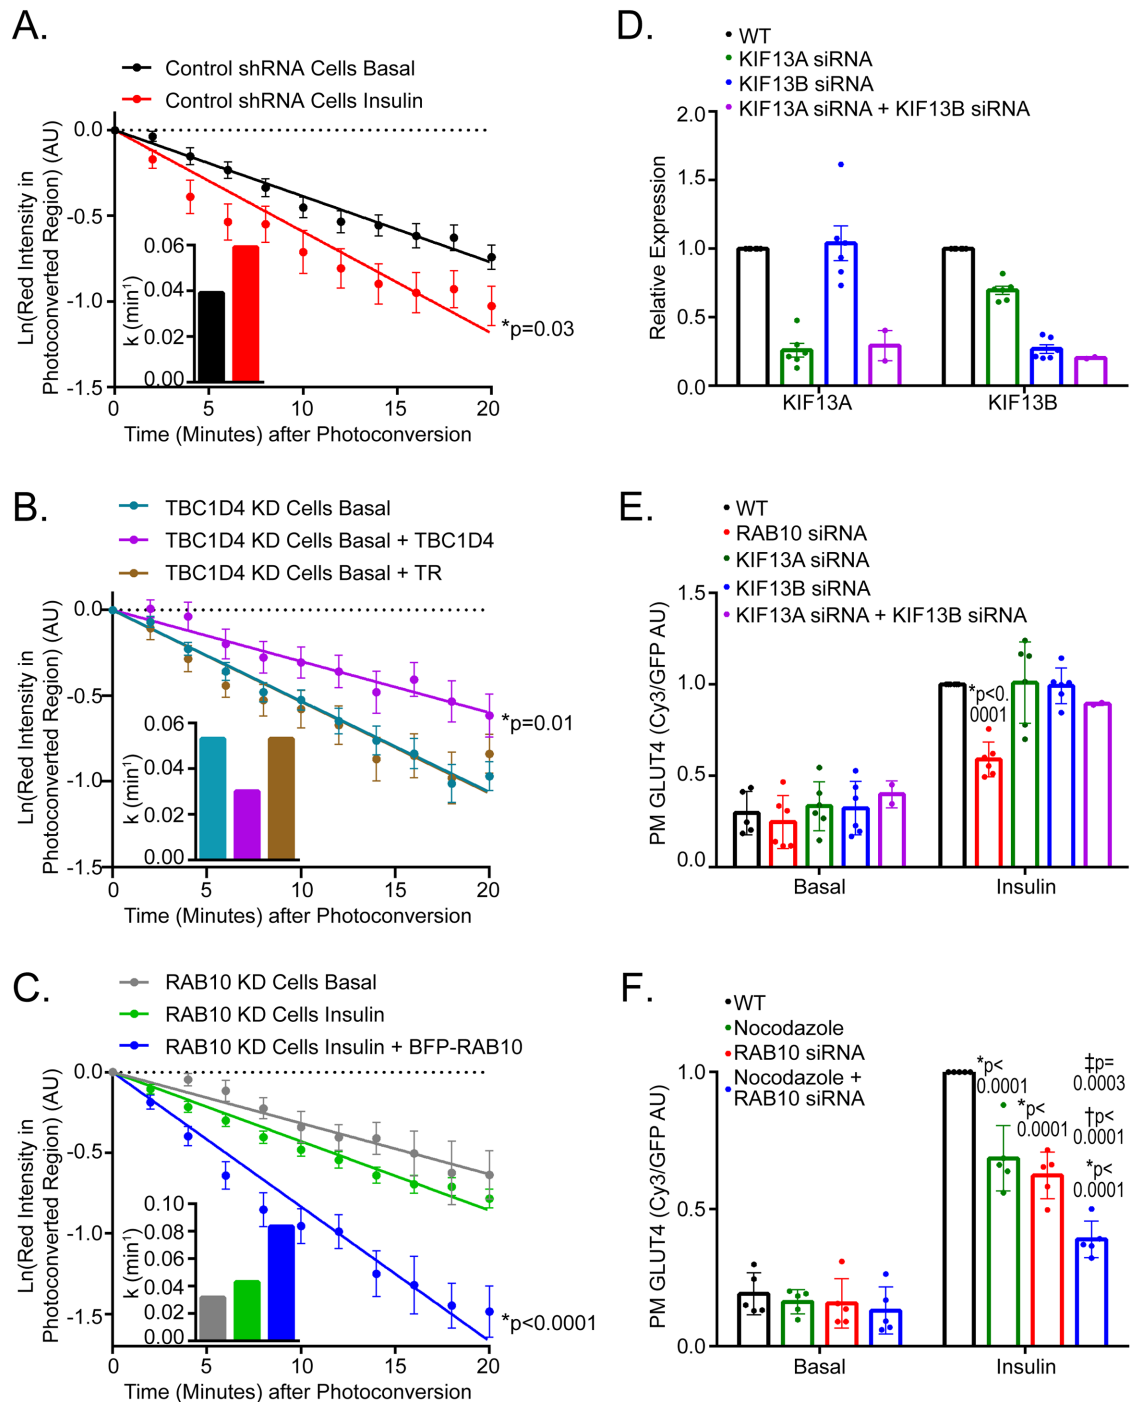 A.
Control shRNA Cells Basal
Control shRNA Cells Insulin
Ln(Red Intensity in
Photoconverted Region) (AU)
0.0
-0.5
-1.0
-1.5
k (min⁻¹)
0.06
0.04
0.02
0.00
*p=0.03
0
5
10
15
20
Time (Minutes) after Photoconversion
B.
TBC1D4 KD Cells Basal
TBC1D4 KD Cells Basal + TBC1D4
TBC1D4 KD Cells Basal + TR
Ln(Red Intensity in
Photoconverted Region) (AU)
0.0
-0.5
-1.0
-1.5
k (min⁻¹)
0.06
0.04
0.02
0.00
*p=0.01
0
5
10
15
20
Time (Minutes) after Photoconversion
C.
RAB10 KD Cells Basal
RAB10 KD Cells Insulin
RAB10 KD Cells Insulin + BFP-RAB10
Ln(Red Intensity in
Photoconverted Region) (AU)
0.0
-0.5
-1.0
-1.5
k (min⁻¹)
0.10
0.08
0.06
0.04
0.02
0.00
*p<0.0001
0
5
10
15
20
Time (Minutes) after Photoconversion
D.
WT
KIF13A siRNA
KIF13B siRNA
KIF13A siRNA + KIF13B siRNA
Relative Expression
2.0
1.5
1.0
0.5
0.0
KIF13A
KIF13B
E.
WT
RAB10 siRNA
KIF13A siRNA
KIF13B siRNA
KIF13A siRNA + KIF13B siRNA
PM GLUT4 (Cy3/GFP AU)
1.5
1.0
0.5
0.0
*p<0.
0001
Basal
Insulin
F.
WT
Nocodazole
RAB10 siRNA
Nocodazole +
RAB10 siRNA
PM GLUT4 (Cy3/GFP AU)
1.0
0.5
0.0
*p<
0.0001
*p<
0.0001
‡p=
0.0003
†p<
0.0001
*p<
0.0001
Basal
Insulin